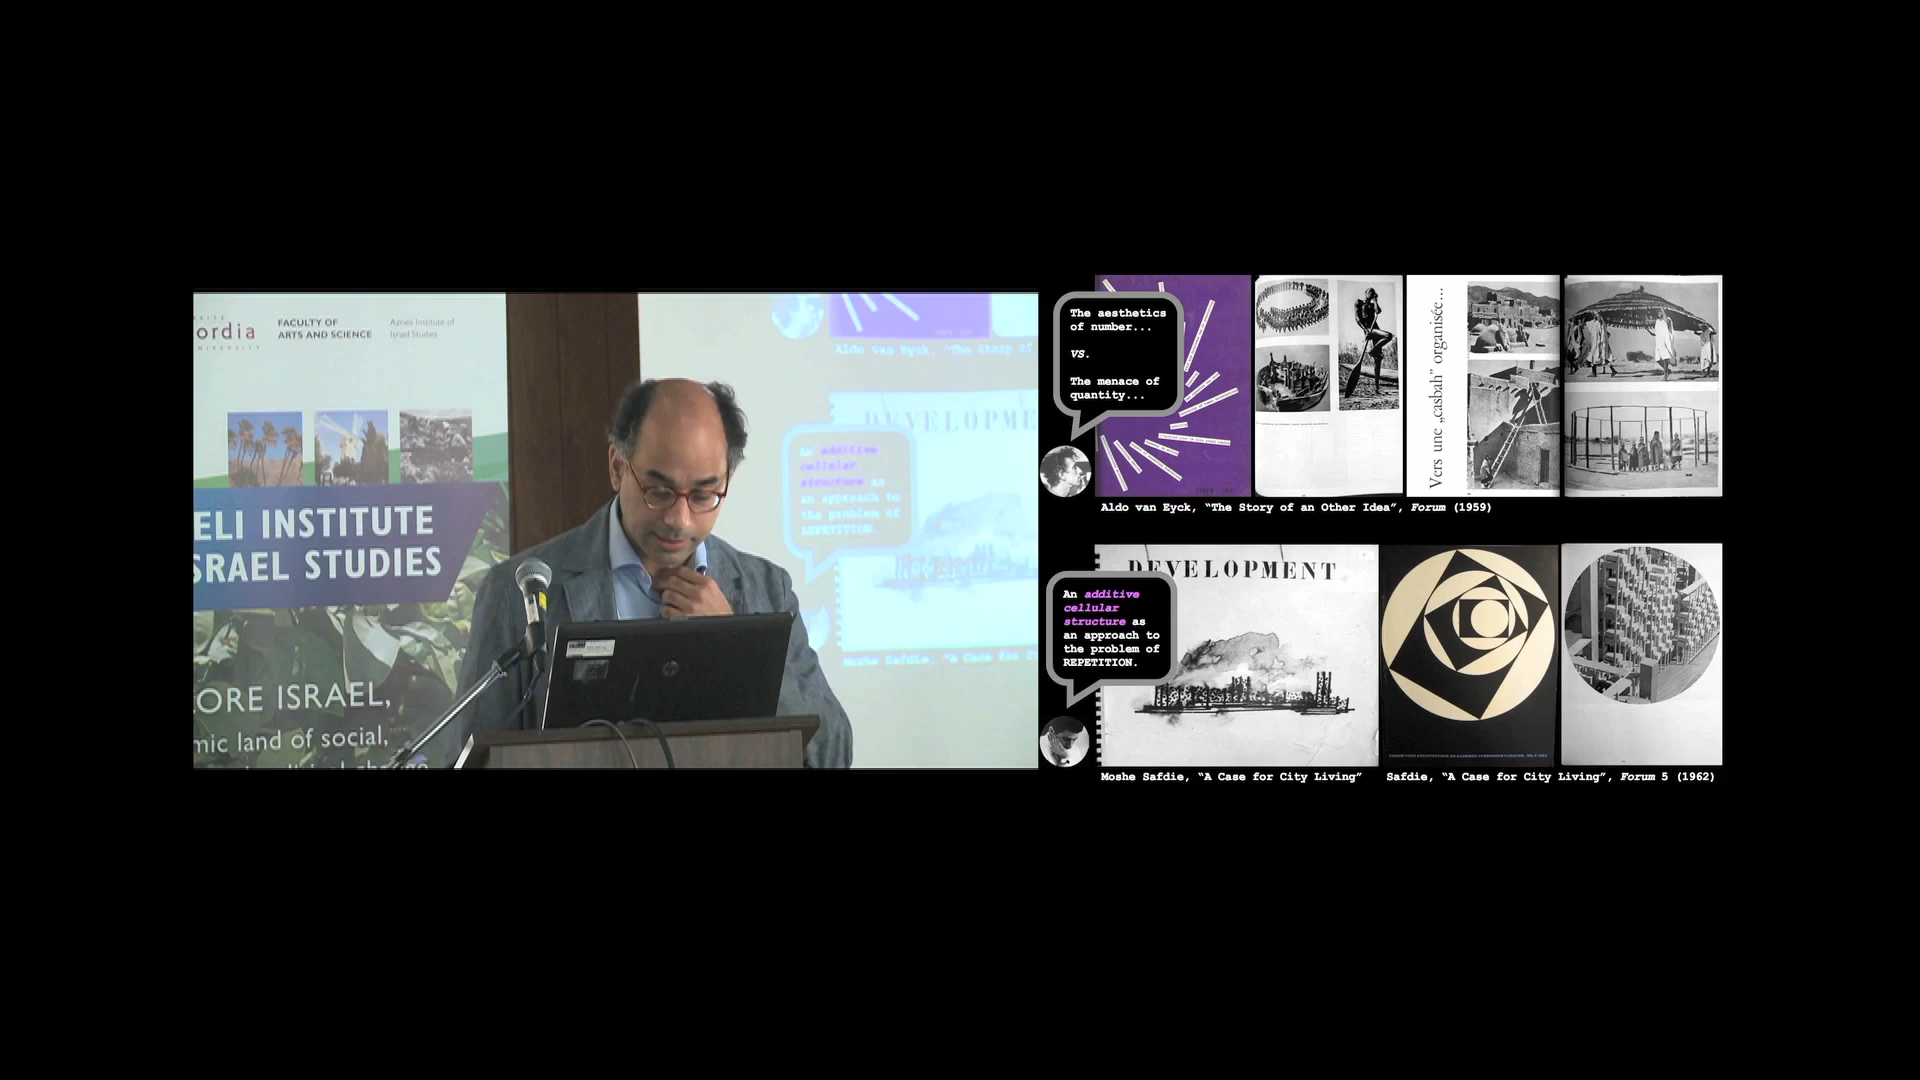 ordia
FACULTY OF
ARTS AND SCIENCE
Azrieli Institute of
Israel Studies
ELI INSTITUTE
SRAEL STUDIES
ORE ISRAEL,
mic land of social,
Aldo van Eyck, "The Story of
DEVELOPME
An additive
cellular
structure as
an approach to
the problem of
REPETITION.
Moshe Safdie, "A Case for C
The aesthetics
of number...
vs.
The menace of
quantity...
Vers une „casbah” organisée...
Aldo van Eyck, “The Story of an Other Idea”, Forum (1959)
An additive
cellular
structure as
an approach to
the problem of
REPETITION.
DEVELOPMENT
Moshe Safdie, “A Case for City Living”
Safdie, “A Case for City Living”, Forum 5 (1962)